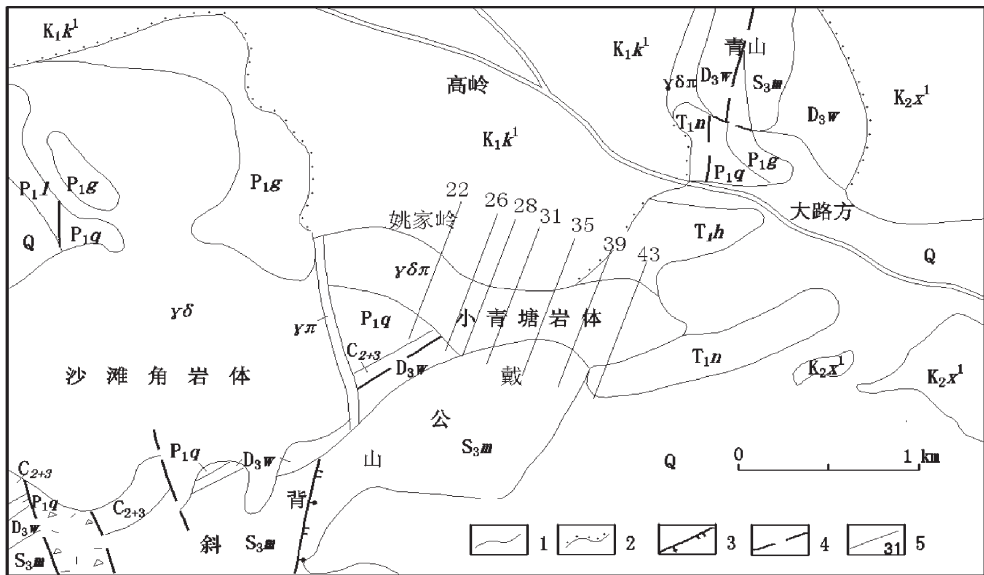 K₁k¹
K₁k¹
青山
D₃w
S₃m
γδπ
D₃w
K₂x¹
高岭
T₁n
K₁k¹
P₁g
P₁l
P₁g
P₁g
P₁q
22
26
28
31
35
39
43
大路方
姚家岭
T₁h
Q
P₁q
Q
γδπ
γδ
γπ
P₁q
小青塘岩体
C₂₊₃
T₁n
K₂x¹
K₂x¹
沙滩角岩体
D₃w
戴
公
S₃m
山
Q
0
1 km
P₁q
D₃w
C₂₊₃
背
P₁q
C₂₊₃
D₃w
斜
S₃m
S₃m
1
2
3
4
31
5